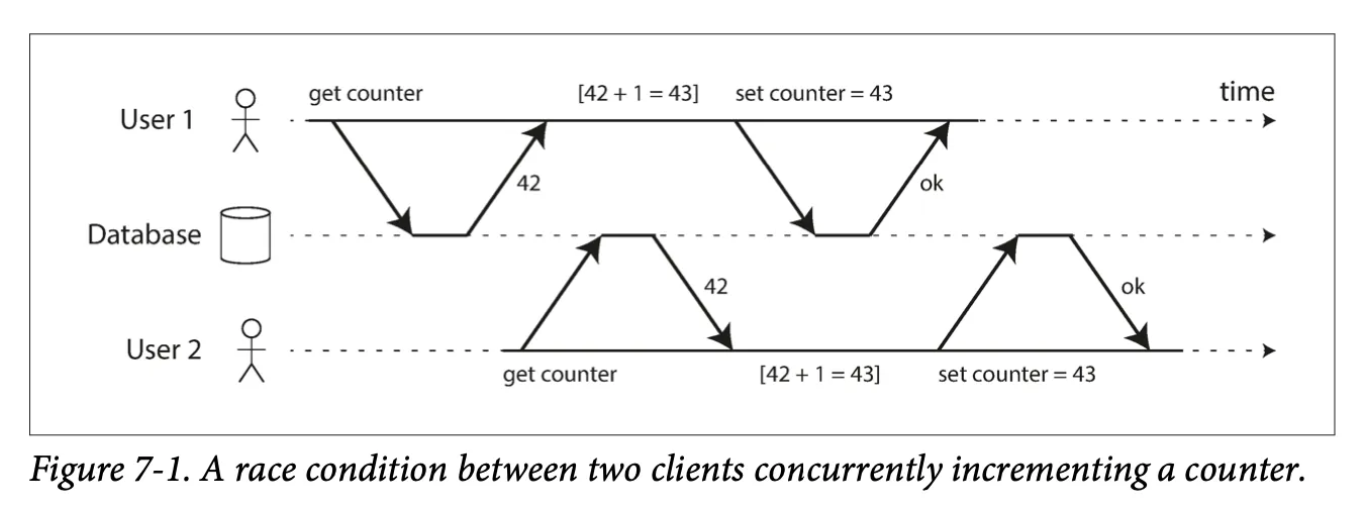 get counter [42 + 1 = 43] set counter = 43 time
User 1
42 ok
Database
42 ok
User 2
get counter [42 + 1 = 43] set counter = 43
Figure 7-1. A race condition between two clients concurrently incrementing a counter.